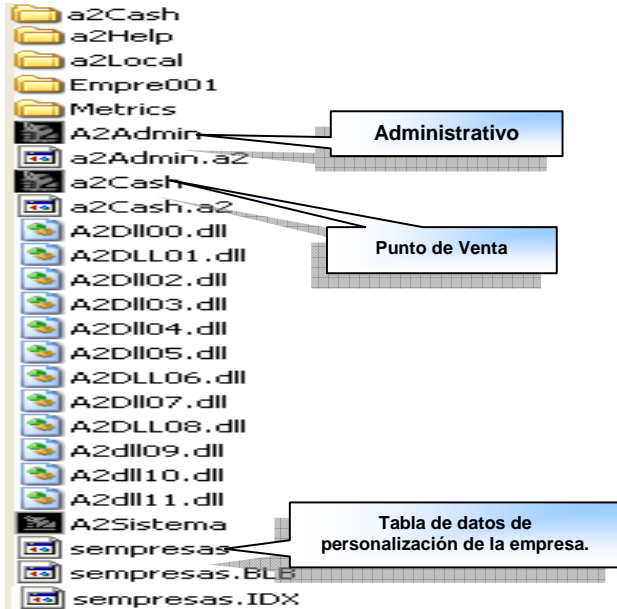 a2Cash
a2Help
a2Local
Empre001
Metrics
A2Admin
Administrativo
a2Admin.a2
a2Cash
a2Cash.a2
Punto de Venta
A2Dll00.dll
A2DLL01.dll
A2Dll02.dll
A2Dll03.dll
A2Dll04.dll
A2Dll05.dll
A2DLL06.dll
A2Dll07.dll
A2DLL08.dll
A2dll09.dll
A2dll10.dll
A2dll11.dll
A2Sistema
Tabla de datos de
personalización de la empresa.
sempresas
sempresas.BLB
sempresas.IDX